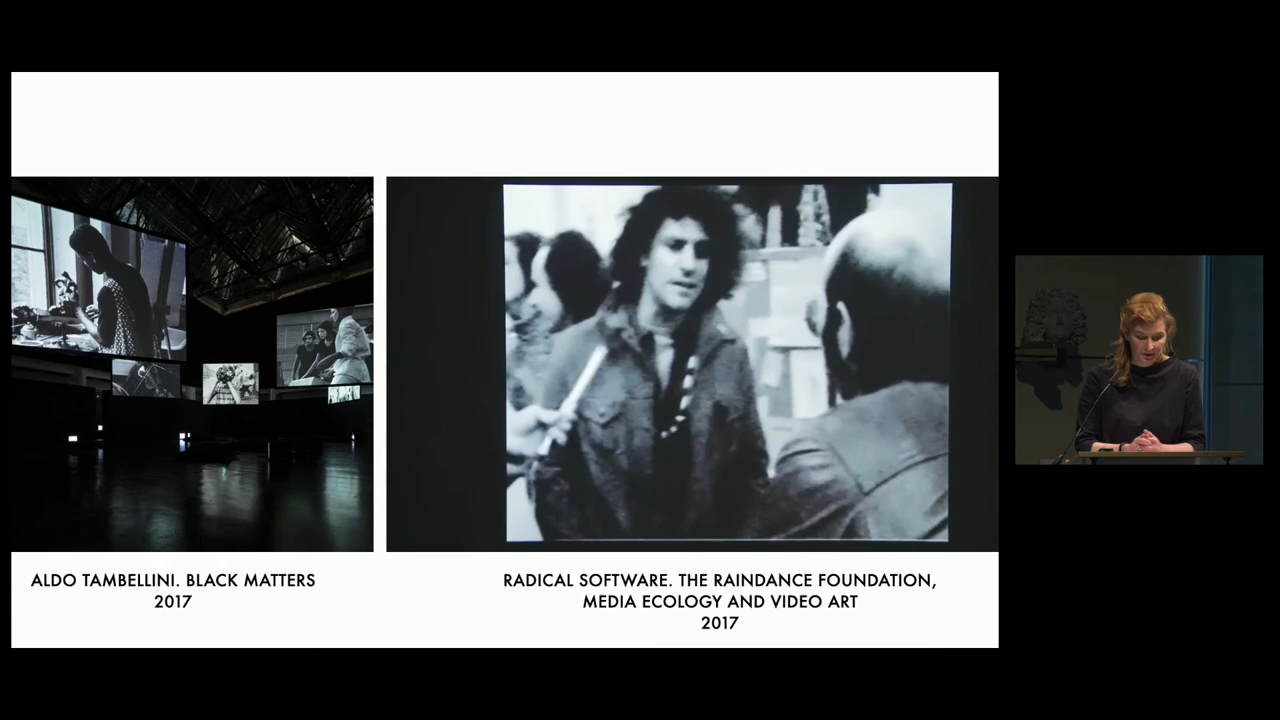 ALDO TAMBELLINI. BLACK MATTERS
2017
RADICAL SOFTWARE. THE RAINDANCE FOUNDATION,
MEDIA ECOLOGY AND VIDEO ART
2017